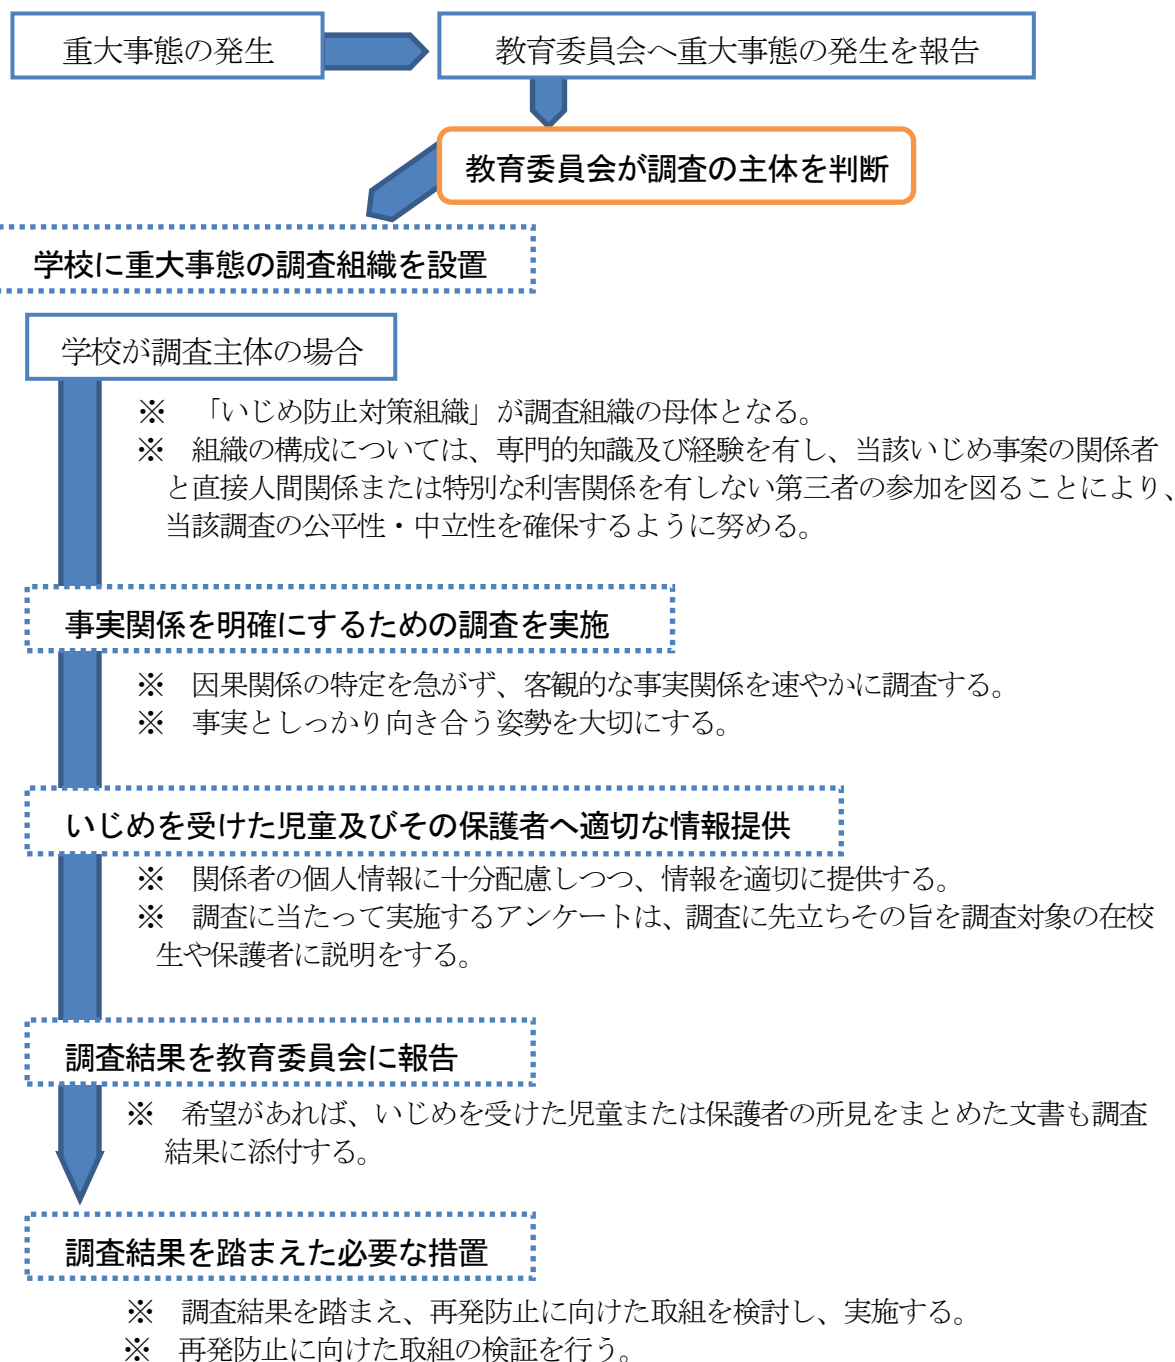 重大事態の発生
教育委員会へ重大事態の発生を報告
教育委員会が調査の主体を判断
学校に重大事態の調査組織を設置
学校が調査主体の場合
※　「いじめ防止対策組織」が調査組織の母体となる。
※　組織の構成については、専門的知識及び経験を有し、当該いじめ事案の関係者
と直接人間関係または特別な利害関係を有しない第三者の参加を図ることにより、
当該調査の公平性・中立性を確保するように努める。
事実関係を明確にするための調査を実施
※　因果関係の特定を急がず、客観的な事実関係を速やかに調査する。
※　事実としっかり向き合う姿勢を大切にする。
いじめを受けた児童及びその保護者へ適切な情報提供
※　関係者の個人情報に十分配慮しつつ、情報を適切に提供する。
※　調査に当たって実施するアンケートは、調査に先立ちその旨を調査対象の在校
生や保護者に説明をする。
調査結果を教育委員会に報告
※　希望があれば、いじめを受けた児童または保護者の所見をまとめた文書も調査
結果に添付する。
調査結果を踏まえた必要な措置
※　調査結果を踏まえ、再発防止に向けた取組を検討し、実施する。
※　再発防止に向けた取組の検証を行う。